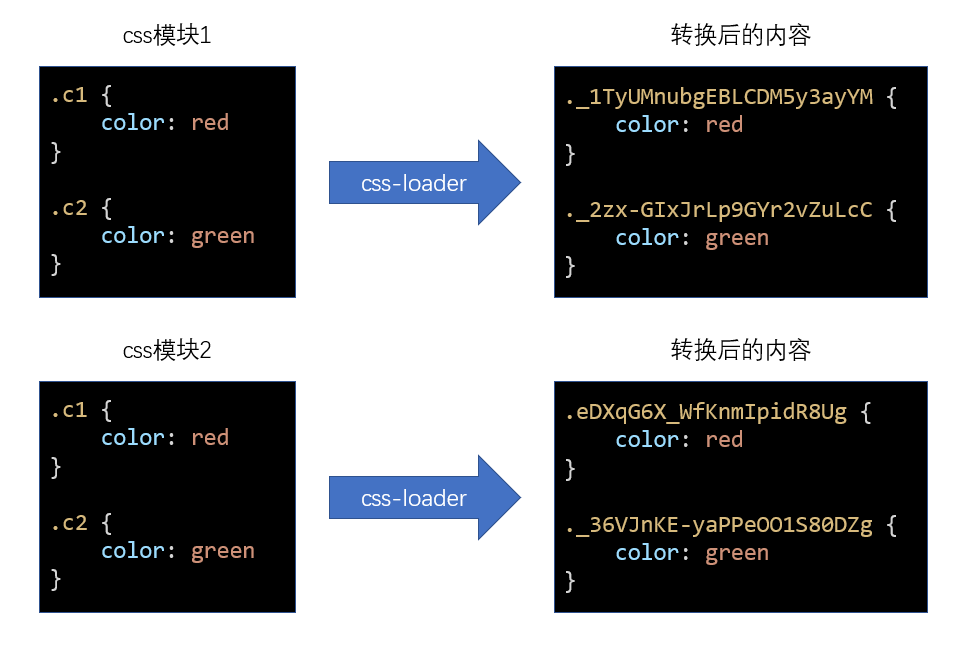 css模块1
转换后的内容
.c1 {
    color: red
}
.c2 {
    color: green
}
css-loader
._1TyUMnubgEBLCDM5y3ayYM {
    color: red
}
._2zx-GIxJrLp9GYr2vZuLcC {
    color: green
}
css模块2
转换后的内容
.c1 {
    color: red
}
.c2 {
    color: green
}
css-loader
.eDXqG6X_WfKnmIpidR8Ug {
    color: red
}
._36VJnKE-yaPPeOO1S80DZg {
    color: green
}